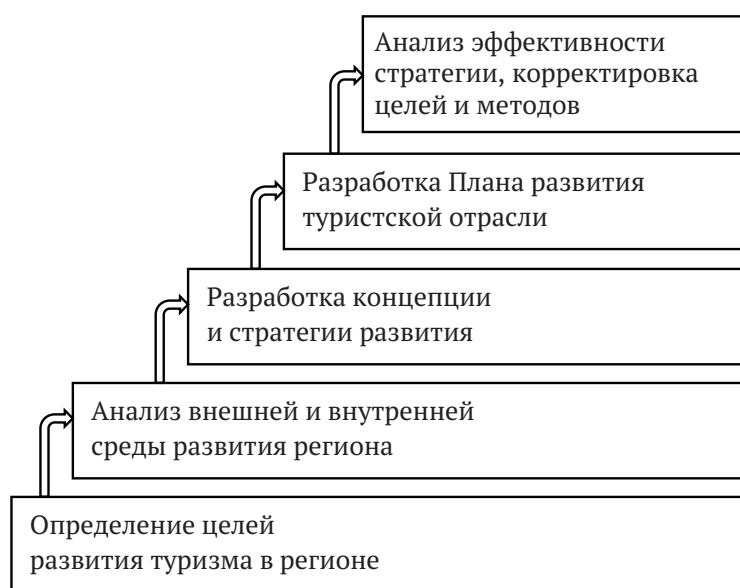 Анализ эффективности
стратегии, корректировка
целей и методов
Разработка Плана развития
туристской отрасли
Разработка концепции
и стратегии развития
Анализ внешней и внутренней
среды развития региона
Определение целей
развития туризма в регионе